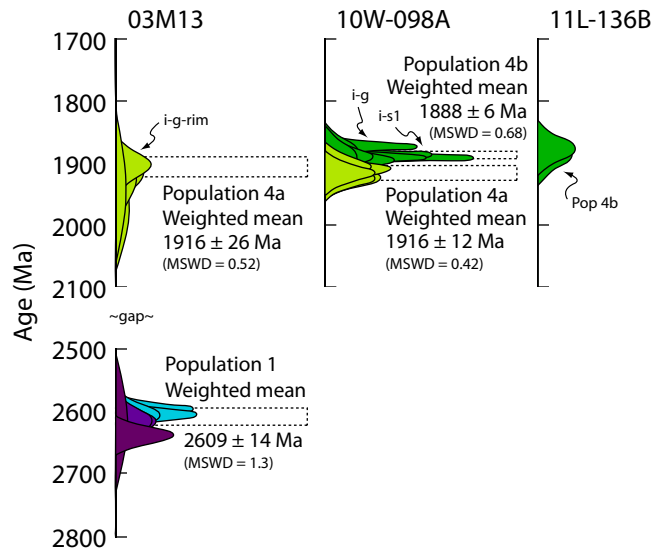 03M13
10W-098A
11L-136B
1700
1800
1900
2000
2100
~gap~
2500
2600
2700
2800
Age (Ma)
i-g-rim
Population 4a
Weighted mean
1916 ± 26 Ma
(MSWD = 0.52)
Population 1
Weighted mean
2609 ± 14 Ma
(MSWD = 1.3)
Population 4b
Weighted mean
1888 ± 6 Ma
(MSWD = 0.68)
i-g
i-s1
Population 4a
Weighted mean
1916 ± 12 Ma
(MSWD = 0.42)
Pop 4b